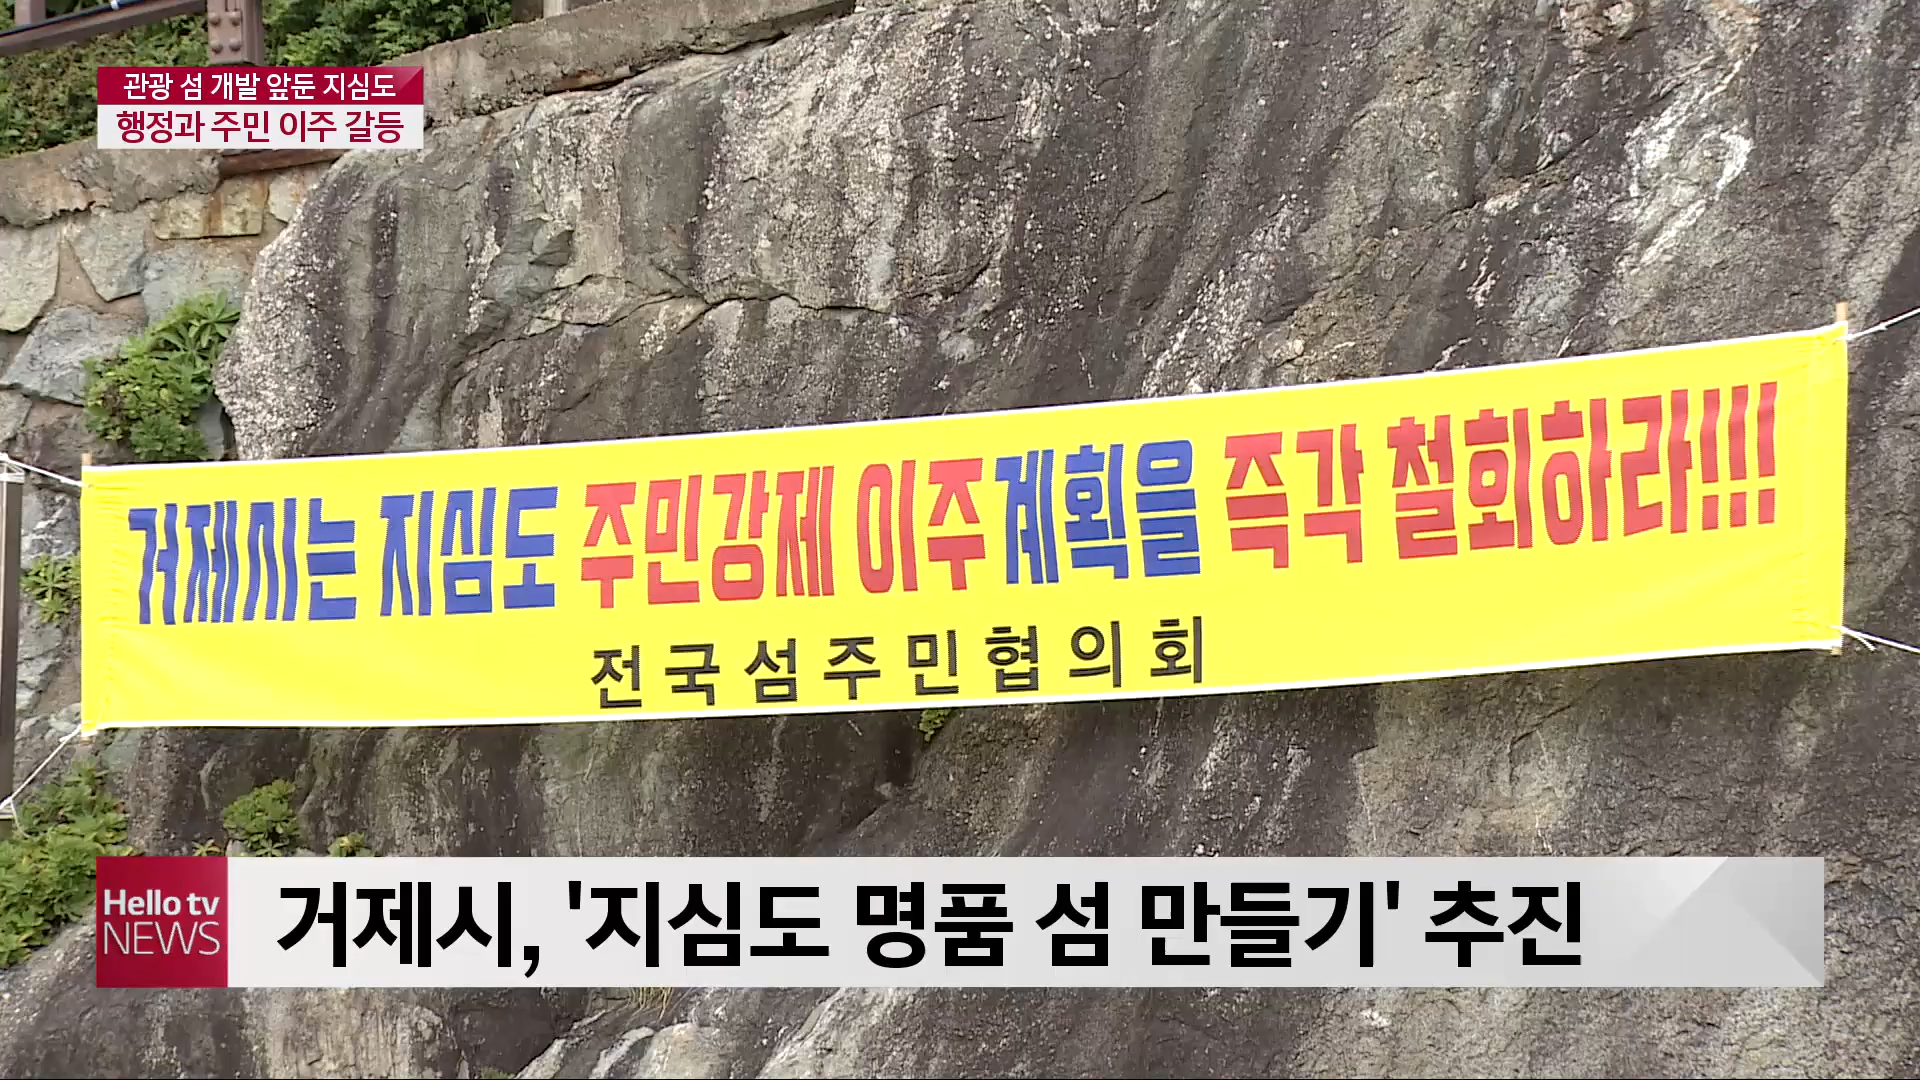 관광 섬 개발 앞둔 지심도
행정과 주민 이주 갈등
거제시는 지심도 주민강제 이주계획을 즉각 철회하라!!!
전국섬주민협의회
Hello tv
NEWS
거제시, '지심도 명품 섬 만들기' 추진